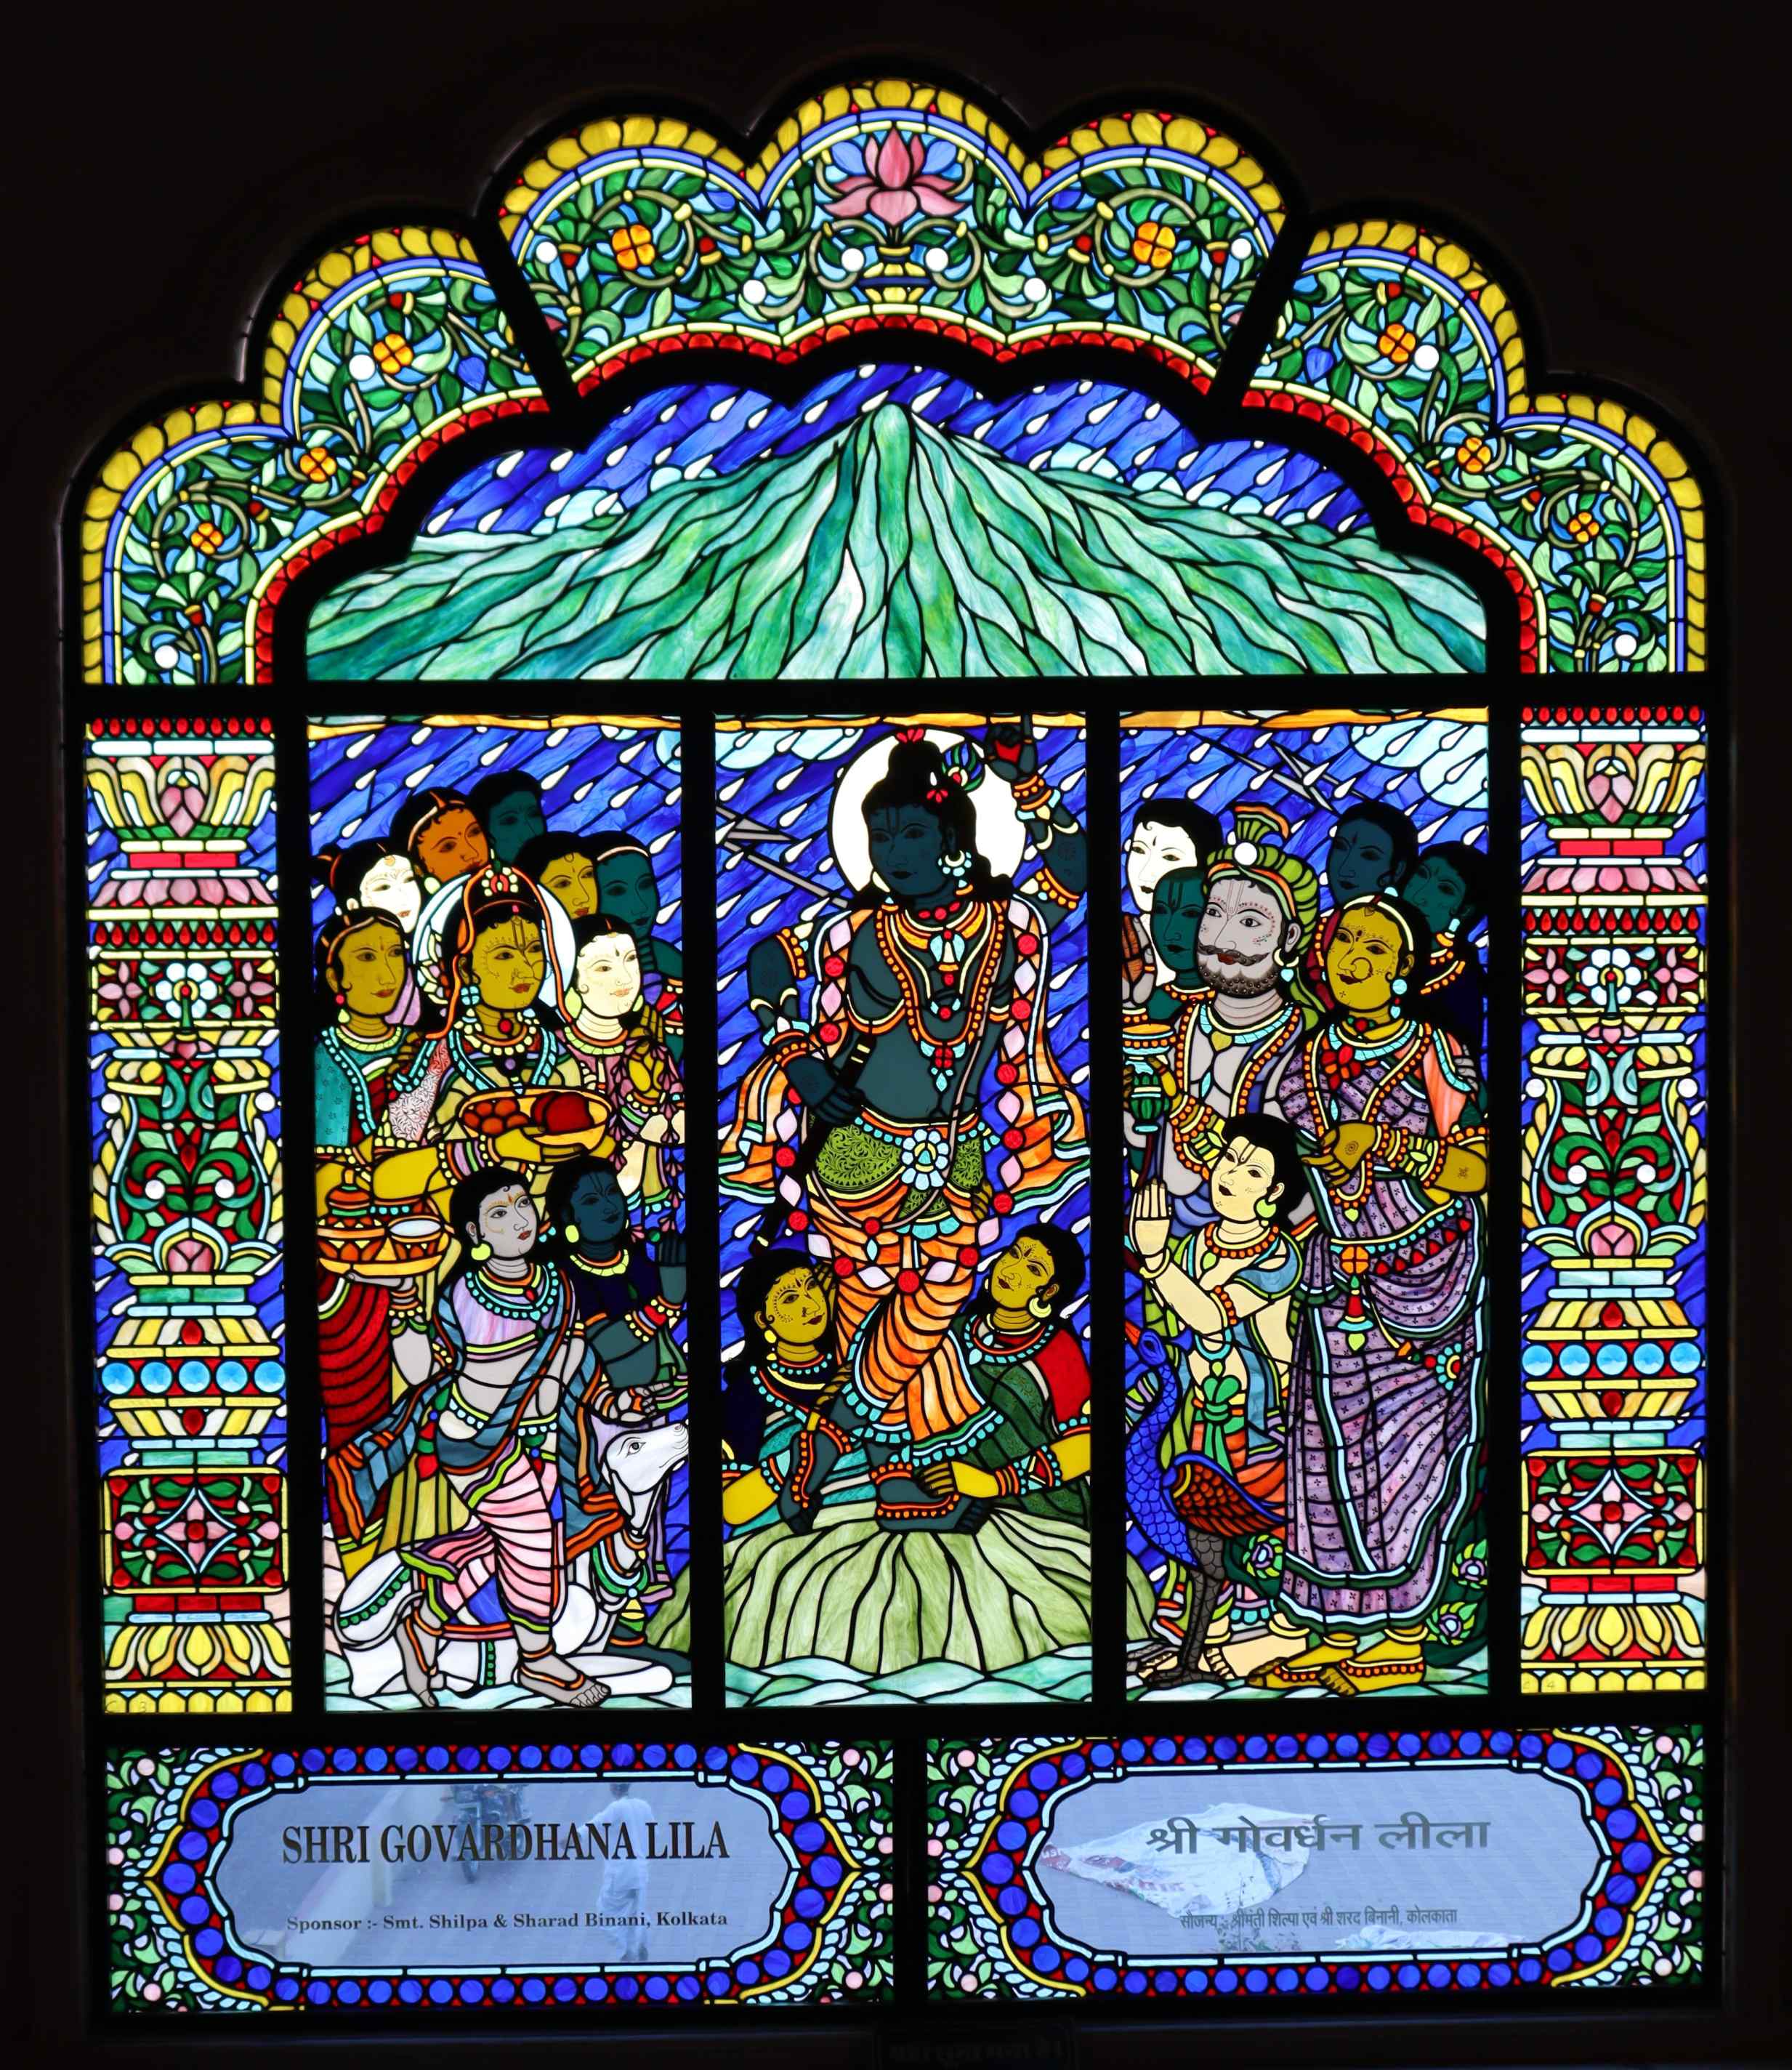 SHRI GOVARDHANA LILA
Sponsor :- Smt. Shilpa & Sharad Binani, Kolkata
श्री गोवर्धन लीला
सौजन्य :- श्रीमती शिल्पा एवं श्री शरद बिनानी, कोलकाता